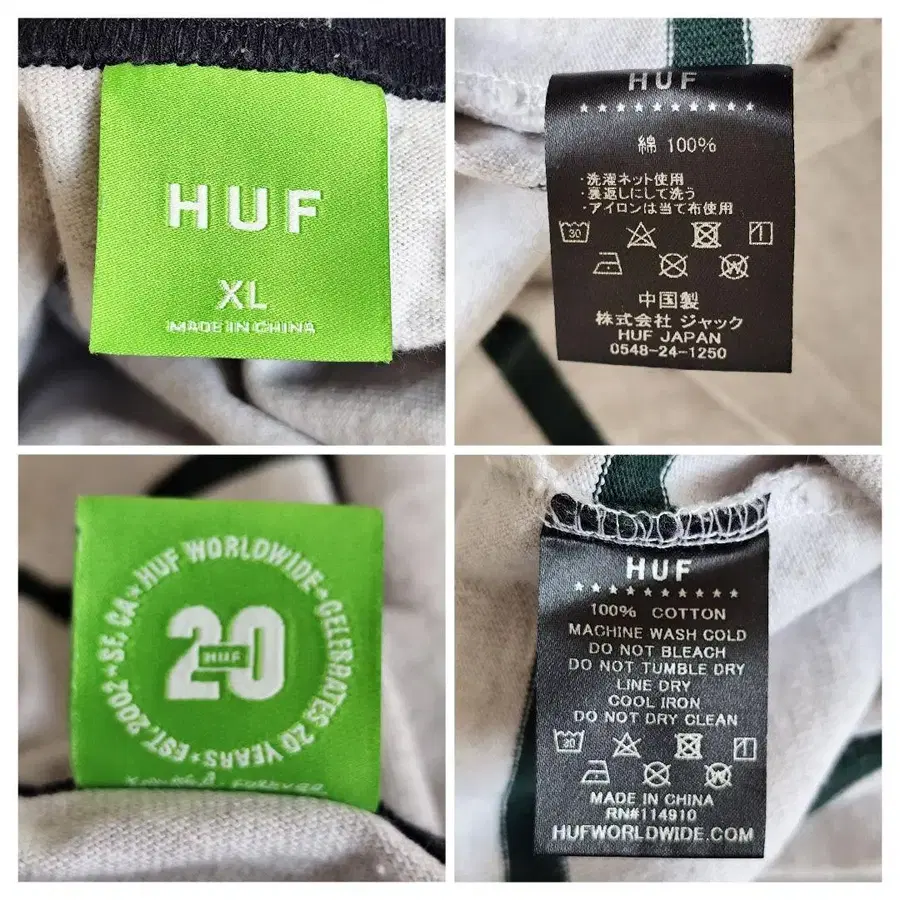 HUF
XL
MADE IN CHINA
HUF
綿 100%
・洗濯ネット使用
・裏返しにして洗う
・アイロンは当て布使用
30
中国製
株式会社 ジャック
HUF JAPAN
0548-24-1250
HUF WORLDWIDE★CELEBRATES 20 YEARS★EST. 2002★SF, CA★
20
HUF
HUF
100% COTTON
MACHINE WASH COLD
DO NOT BLEACH
DO NOT TUMBLE DRY
LINE DRY
COOL IRON
DO NOT DRY CLEAN
30
MADE IN CHINA
RN#114910
HUFWORLDWIDE.COM